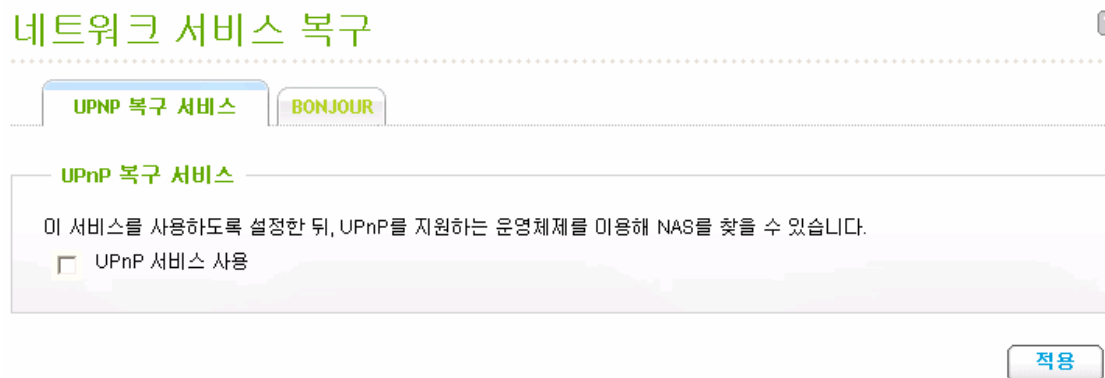 네트워크 서비스 복구
UPNP 복구 서비스 BONJOUR
UPnP 복구 서비스
이 서비스를 사용하도록 설정한 뒤, UPnP를 지원하는 운영체제를 이용해 NAS를 찾을 수 있습니다.
UPnP 서비스 사용
적용